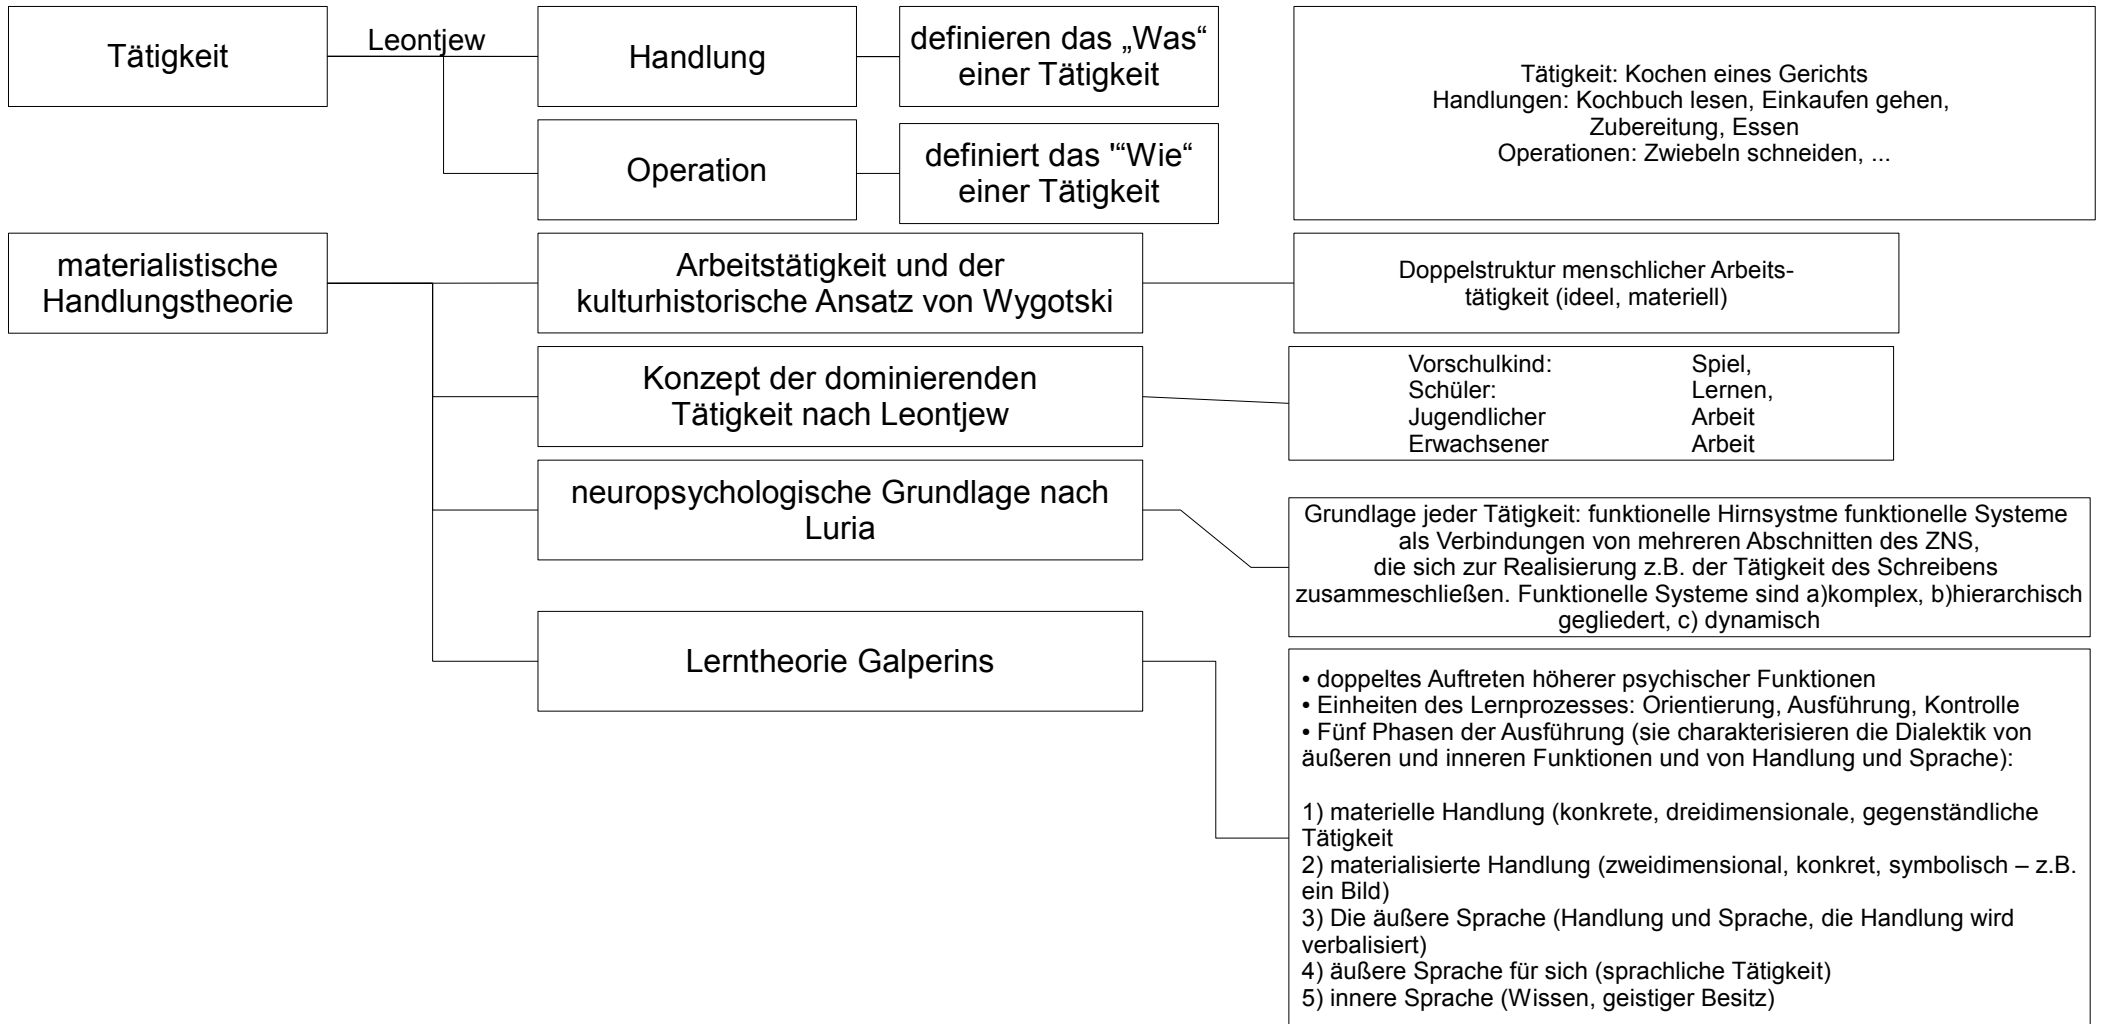 Tätigkeit
Leontjew
Handlung
definieren das „Was“
einer Tätigkeit
Tätigkeit: Kochen eines Gerichts
Handlungen: Kochbuch lesen, Einkaufen gehen,
Zubereitung, Essen
Operationen: Zwiebeln schneiden, ...
Operation
definiert das '“Wie“
einer Tätigkeit
materialistische
Handlungstheorie
Arbeitstätigkeit und der
kulturhistorische Ansatz von Wygotski
Doppelstruktur menschlicher Arbeits-
tätigkeit (ideel, materiell)
Konzept der dominierenden
Tätigkeit nach Leontjew
Vorschulkind: Spiel,
Schüler: Lernen,
Jugendlicher Arbeit
Erwachsener Arbeit
neuropsychologische Grundlage nach
Luria
Grundlage jeder Tätigkeit: funktionelle Hirnsystme funktionelle Systeme
als Verbindungen von mehreren Abschnitten des ZNS,
die sich zur Realisierung z.B. der Tätigkeit des Schreibens
zusammeschließen. Funktionelle Systeme sind a)komplex, b)hierarchisch
gegliedert, c) dynamisch
Lerntheorie Galperins
• doppeltes Auftreten höherer psychischer Funktionen
• Einheiten des Lernprozesses: Orientierung, Ausführung, Kontrolle
• Fünf Phasen der Ausführung (sie charakterisieren die Dialektik von
äußeren und inneren Funktionen und von Handlung und Sprache):
1) materielle Handlung (konkrete, dreidimensionale, gegenständliche
Tätigkeit
2) materialisierte Handlung (zweidimensional, konkret, symbolisch – z.B.
ein Bild)
3) Die äußere Sprache (Handlung und Sprache, die Handlung wird
verbalisiert)
4) äußere Sprache für sich (sprachliche Tätigkeit)
5) innere Sprache (Wissen, geistiger Besitz)